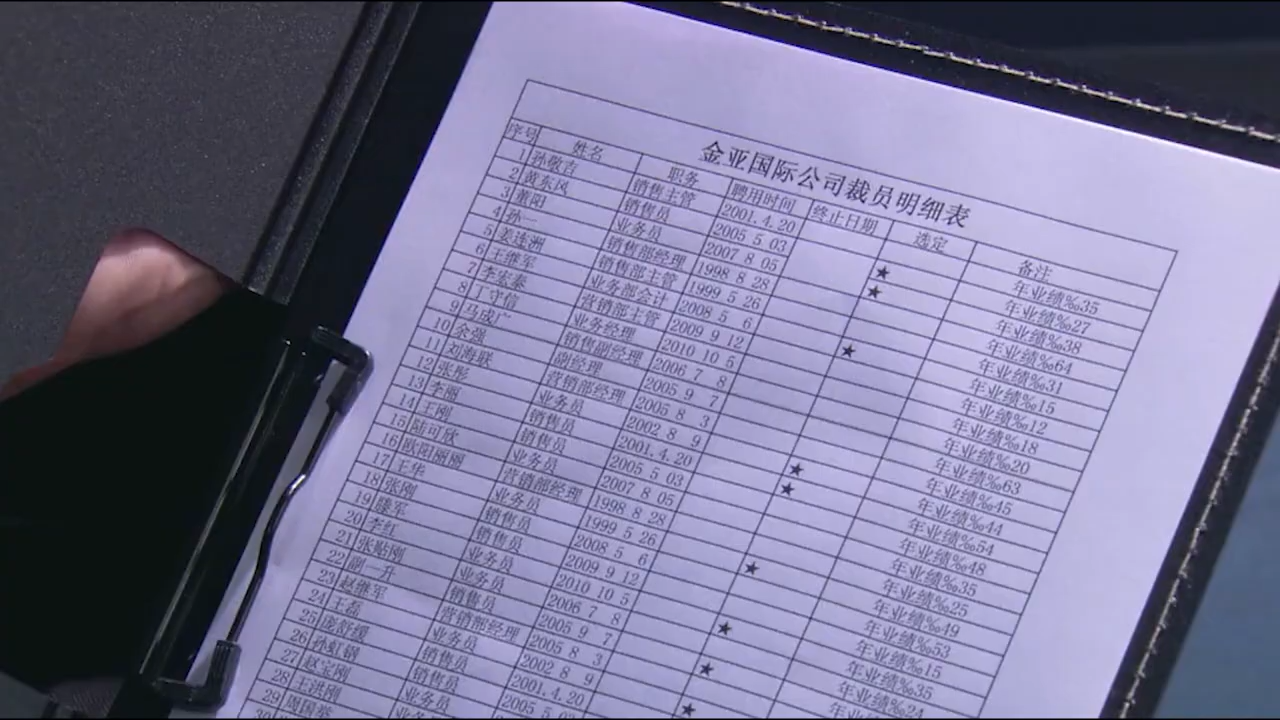 金亚国际公司裁员明细表
序号 姓名 职务 聘用时间 终止日期 选定 备注
1 孙敬吉 销售主管 2001.4.20 年业绩‰35
2 黄东风 销售员 2005 5 03 ★ 年业绩‰27
3 董阳 业务员 2007 8 05 ★ 年业绩‰38
4 孙一 销售部经理 1998 8 28 年业绩‰64
5 姜连洲 销售部主管 1999 5 26 年业绩‰31
6 王继军 业务部会计 2008 5 6 ★ 年业绩‰15
7 李宏泰 营销部主管 2009 9 12 年业绩‰12
8 丁守信 业务经理 2010 10 5 年业绩‰18
9 马成广 销售副经理 2006 7 8 年业绩‰20
10 余强 副经理 2005 9 7 年业绩‰63
11 刘海联 营销部经理 2005 8 3 年业绩‰45
12 张彤 业务员 2002 8 9 ★ 年业绩‰44
13 李丽 销售员 2001.4.20 ★ 年业绩‰54
14 王刚 销售员 2005 5 03 年业绩‰48
15 陆可欣 业务员 2007 8 05 年业绩‰35
16 欧阳丽丽 营销部经理 1998 8 28 年业绩‰25
17 王华 业务员 1999 5 26 ★ 年业绩‰49
18 张刚 销售员 2008 5 6 年业绩‰53
19 滕军 业务员 2009 9 12 年业绩‰15
20 李红 业务员 2010 10 5 ★ 年业绩‰35
21 张贴刚 销售员 2006 7 8 年业绩‰24
22 副一升 营销部经理 2005 9 7 ★
23 赵继军 业务员 2005 8 3
24 王磊 销售员 2002 8 9 ★
25 庞舒缓 销售员 2001.4.20
26 孙虹钢 业务员 2005 5 03
27 赵宝刚
28 王洪刚
29 周国举